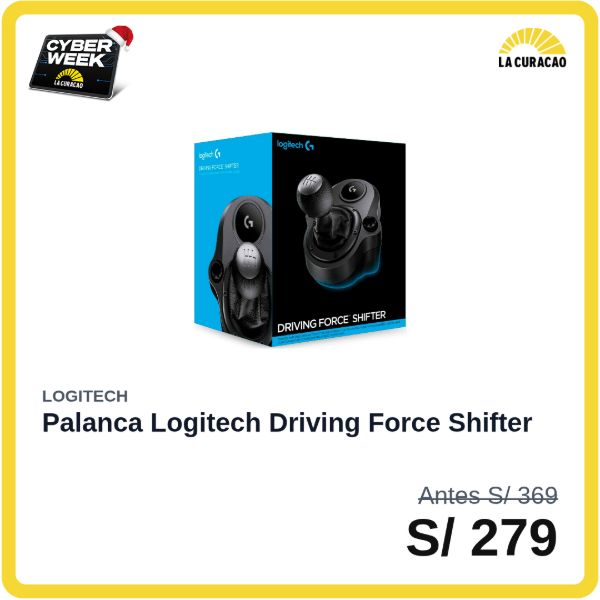 CYBER
WEEK
LA CURACAO
LA CURACAO
logitech G
DRIVING FORCE SHIFTER
logitech G
DRIVING FORCE™ SHIFTER
LOGITECH
Palanca Logitech Driving Force Shifter
Antes S/ 369
S/ 279